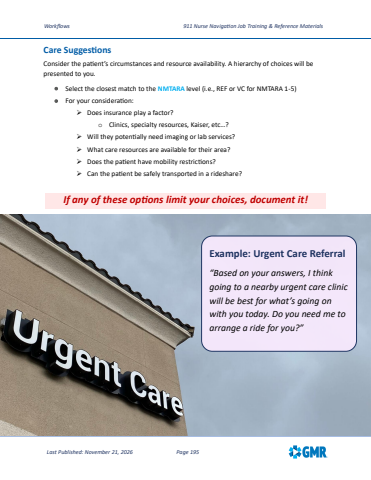 Workflows 911 Nurse Navigation Job Training & Reference Materials
Care Suggestions
Consider the patient's circumstances and resource availability. A hierarchy of choices will be
presented to you.
● Select the closest match to the NMTARA level (i.e., REF or VC for NMTARA 1-5)
● For your consideration:
➢ Does insurance play a factor?
o Clinics, specialty resources, Kaiser, etc…?
➢ Will they potentially need imaging or lab services?
➢ What care resources are available for their area?
➢ Does the patient have mobility restrictions?
➢ Can the patient be safely transported in a rideshare?
If any of these options limit your choices, document it!
Example: Urgent Care Referral
"Based on your answers, I think
going to a nearby urgent care clinic
will be best for what's going on
with you today. Do you need me to
arrange a ride for you?"
Urgent Care
Last Published: November 21, 2026 Page 195 GMR